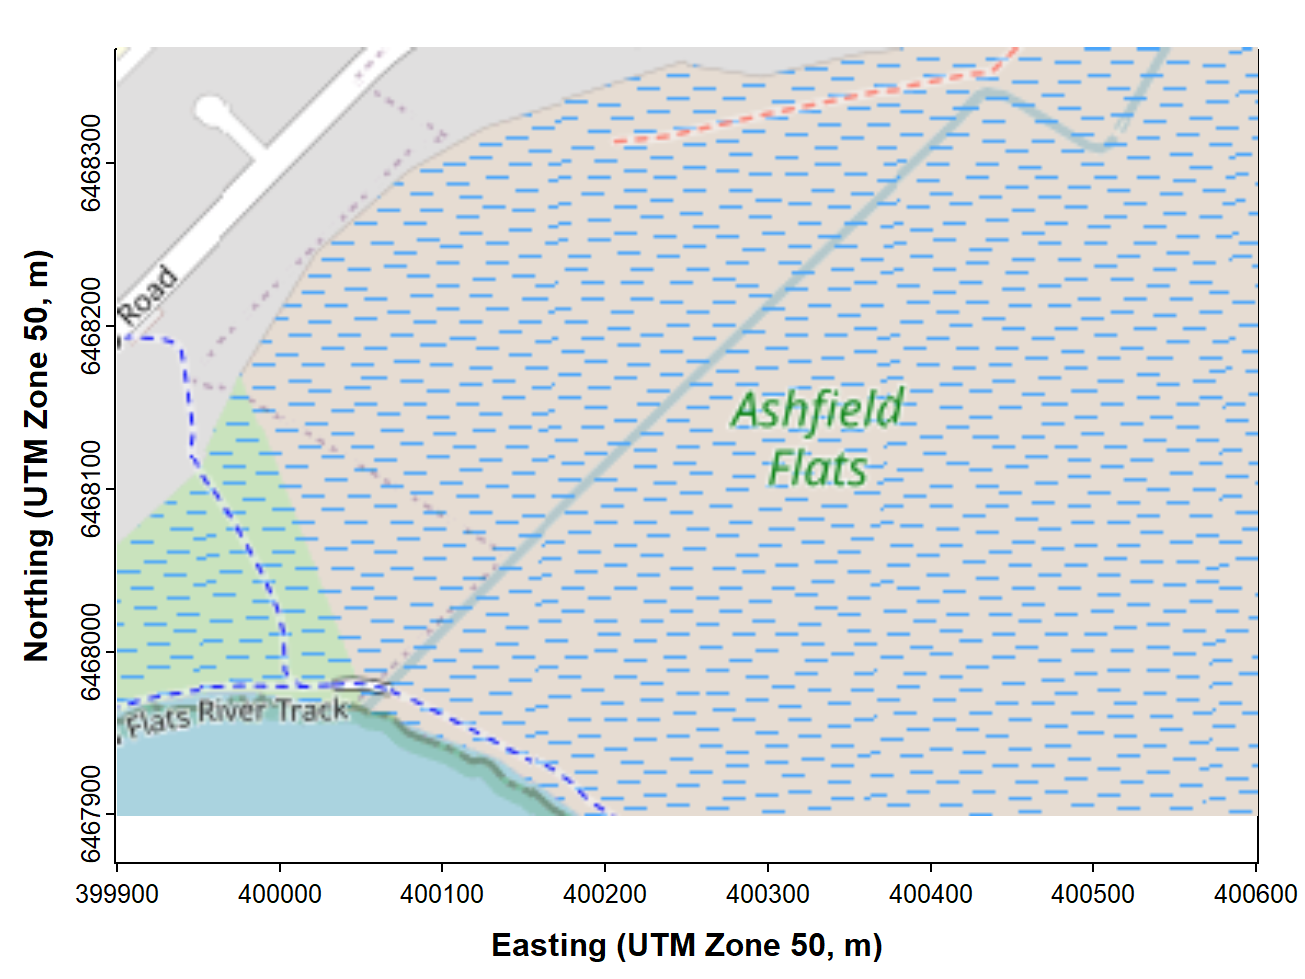 Northing (UTM Zone 50, m)
6468300
6468200
6468100
6468000
6467900
Road
Ashfield
Flats
Flats River Track
399900 400000 400100 400200 400300 400400 400500 400600
Easting (UTM Zone 50, m)